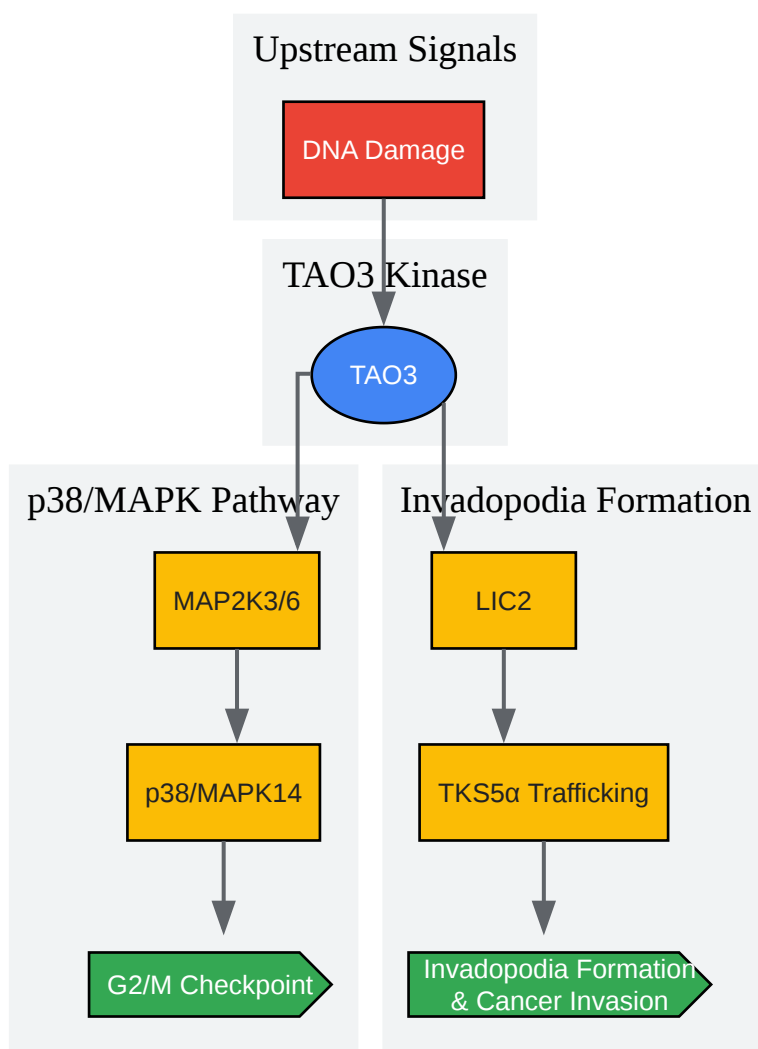 Upstream Signals
DNA Damage
TAO3 Kinase
TAO3
p38/MAPK Pathway
MAP2K3/6
p38/MAPK14
G2/M Checkpoint
Invadopodia Formation
LIC2
TKS5α Trafficking
Invadopodia Formation
& Cancer Invasion